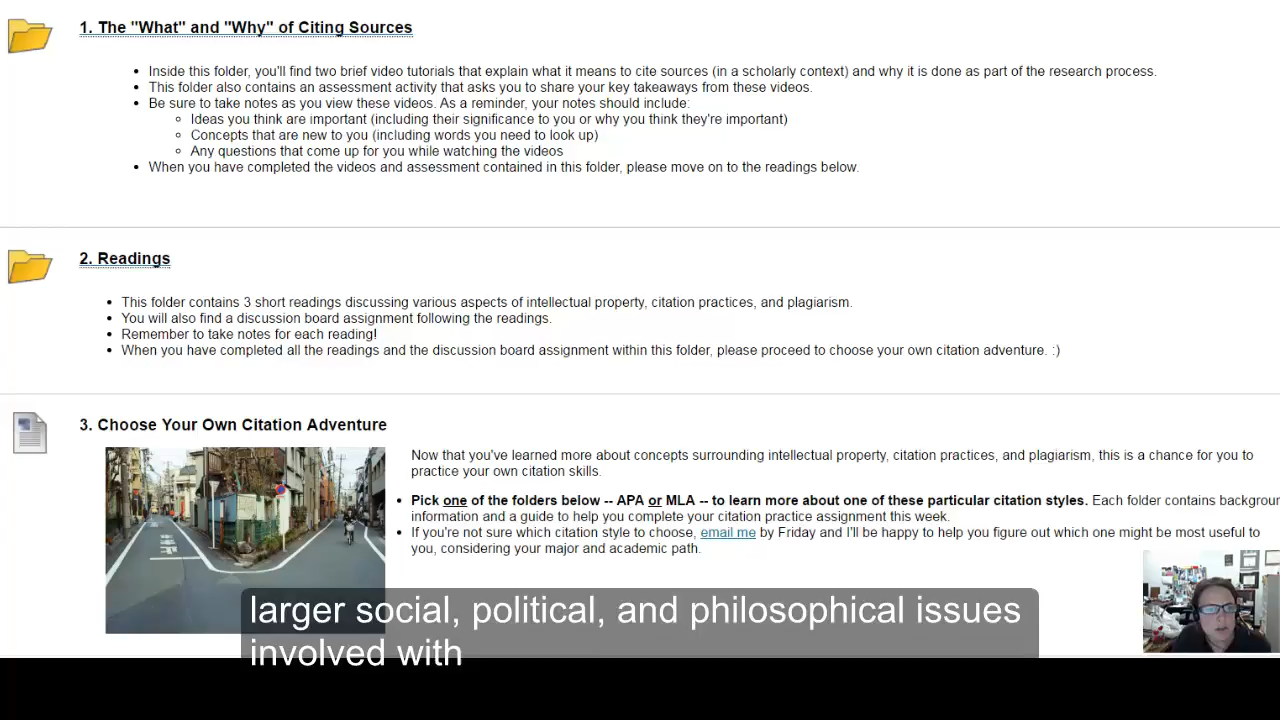 1. The "What" and "Why" of Citing Sources
Inside this folder, you'll find two brief video tutorials that explain what it means to cite sources (in a scholarly context) and why it is done as part of the research process.
This folder also contains an assessment activity that asks you to share your key takeaways from these videos.
Be sure to take notes as you view these videos. As a reminder, your notes should include:
Ideas you think are important (including their significance to you or why you think they're important)
Concepts that are new to you (including words you need to look up)
Any questions that come up for you while watching the videos
When you have completed the videos and assessment contained in this folder, please move on to the readings below.
2. Readings
This folder contains 3 short readings discussing various aspects of intellectual property, citation practices, and plagiarism.
You will also find a discussion board assignment following the readings.
Remember to take notes for each reading!
When you have completed all the readings and the discussion board assignment within this folder, please proceed to choose your own citation adventure. :)
3. Choose Your Own Citation Adventure
Now that you've learned more about concepts surrounding intellectual property, citation practices, and plagiarism, this is a chance for you to
practice your own citation skills.
Pick one of the folders below -- APA or MLA -- to learn more about one of these particular citation styles. Each folder contains backgroun
information and a guide to help you complete your citation practice assignment this week.
If you're not sure which citation style to choose, email me by Friday and I'll be happy to help you figure out which one might be most useful to
you, considering your major and academic path.
larger social, political, and philosophical issues
involved with